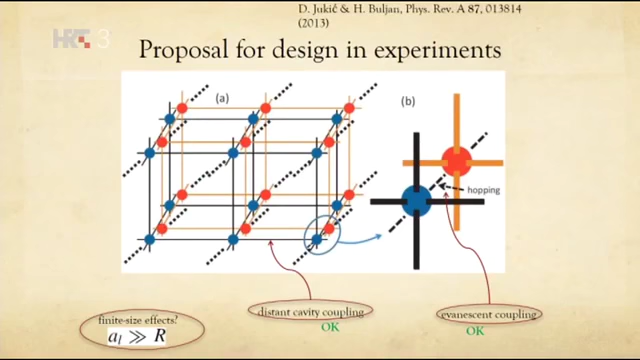 D. Jukić & H. Buljan, Phys. Rev. A 87, 013814
(2013)
HRT 3
Proposal for design in experiments
(a)
(b)
hopping
distant cavity coupling
OK
evanescent coupling
OK
finite-size effects?
a_l ≫ R